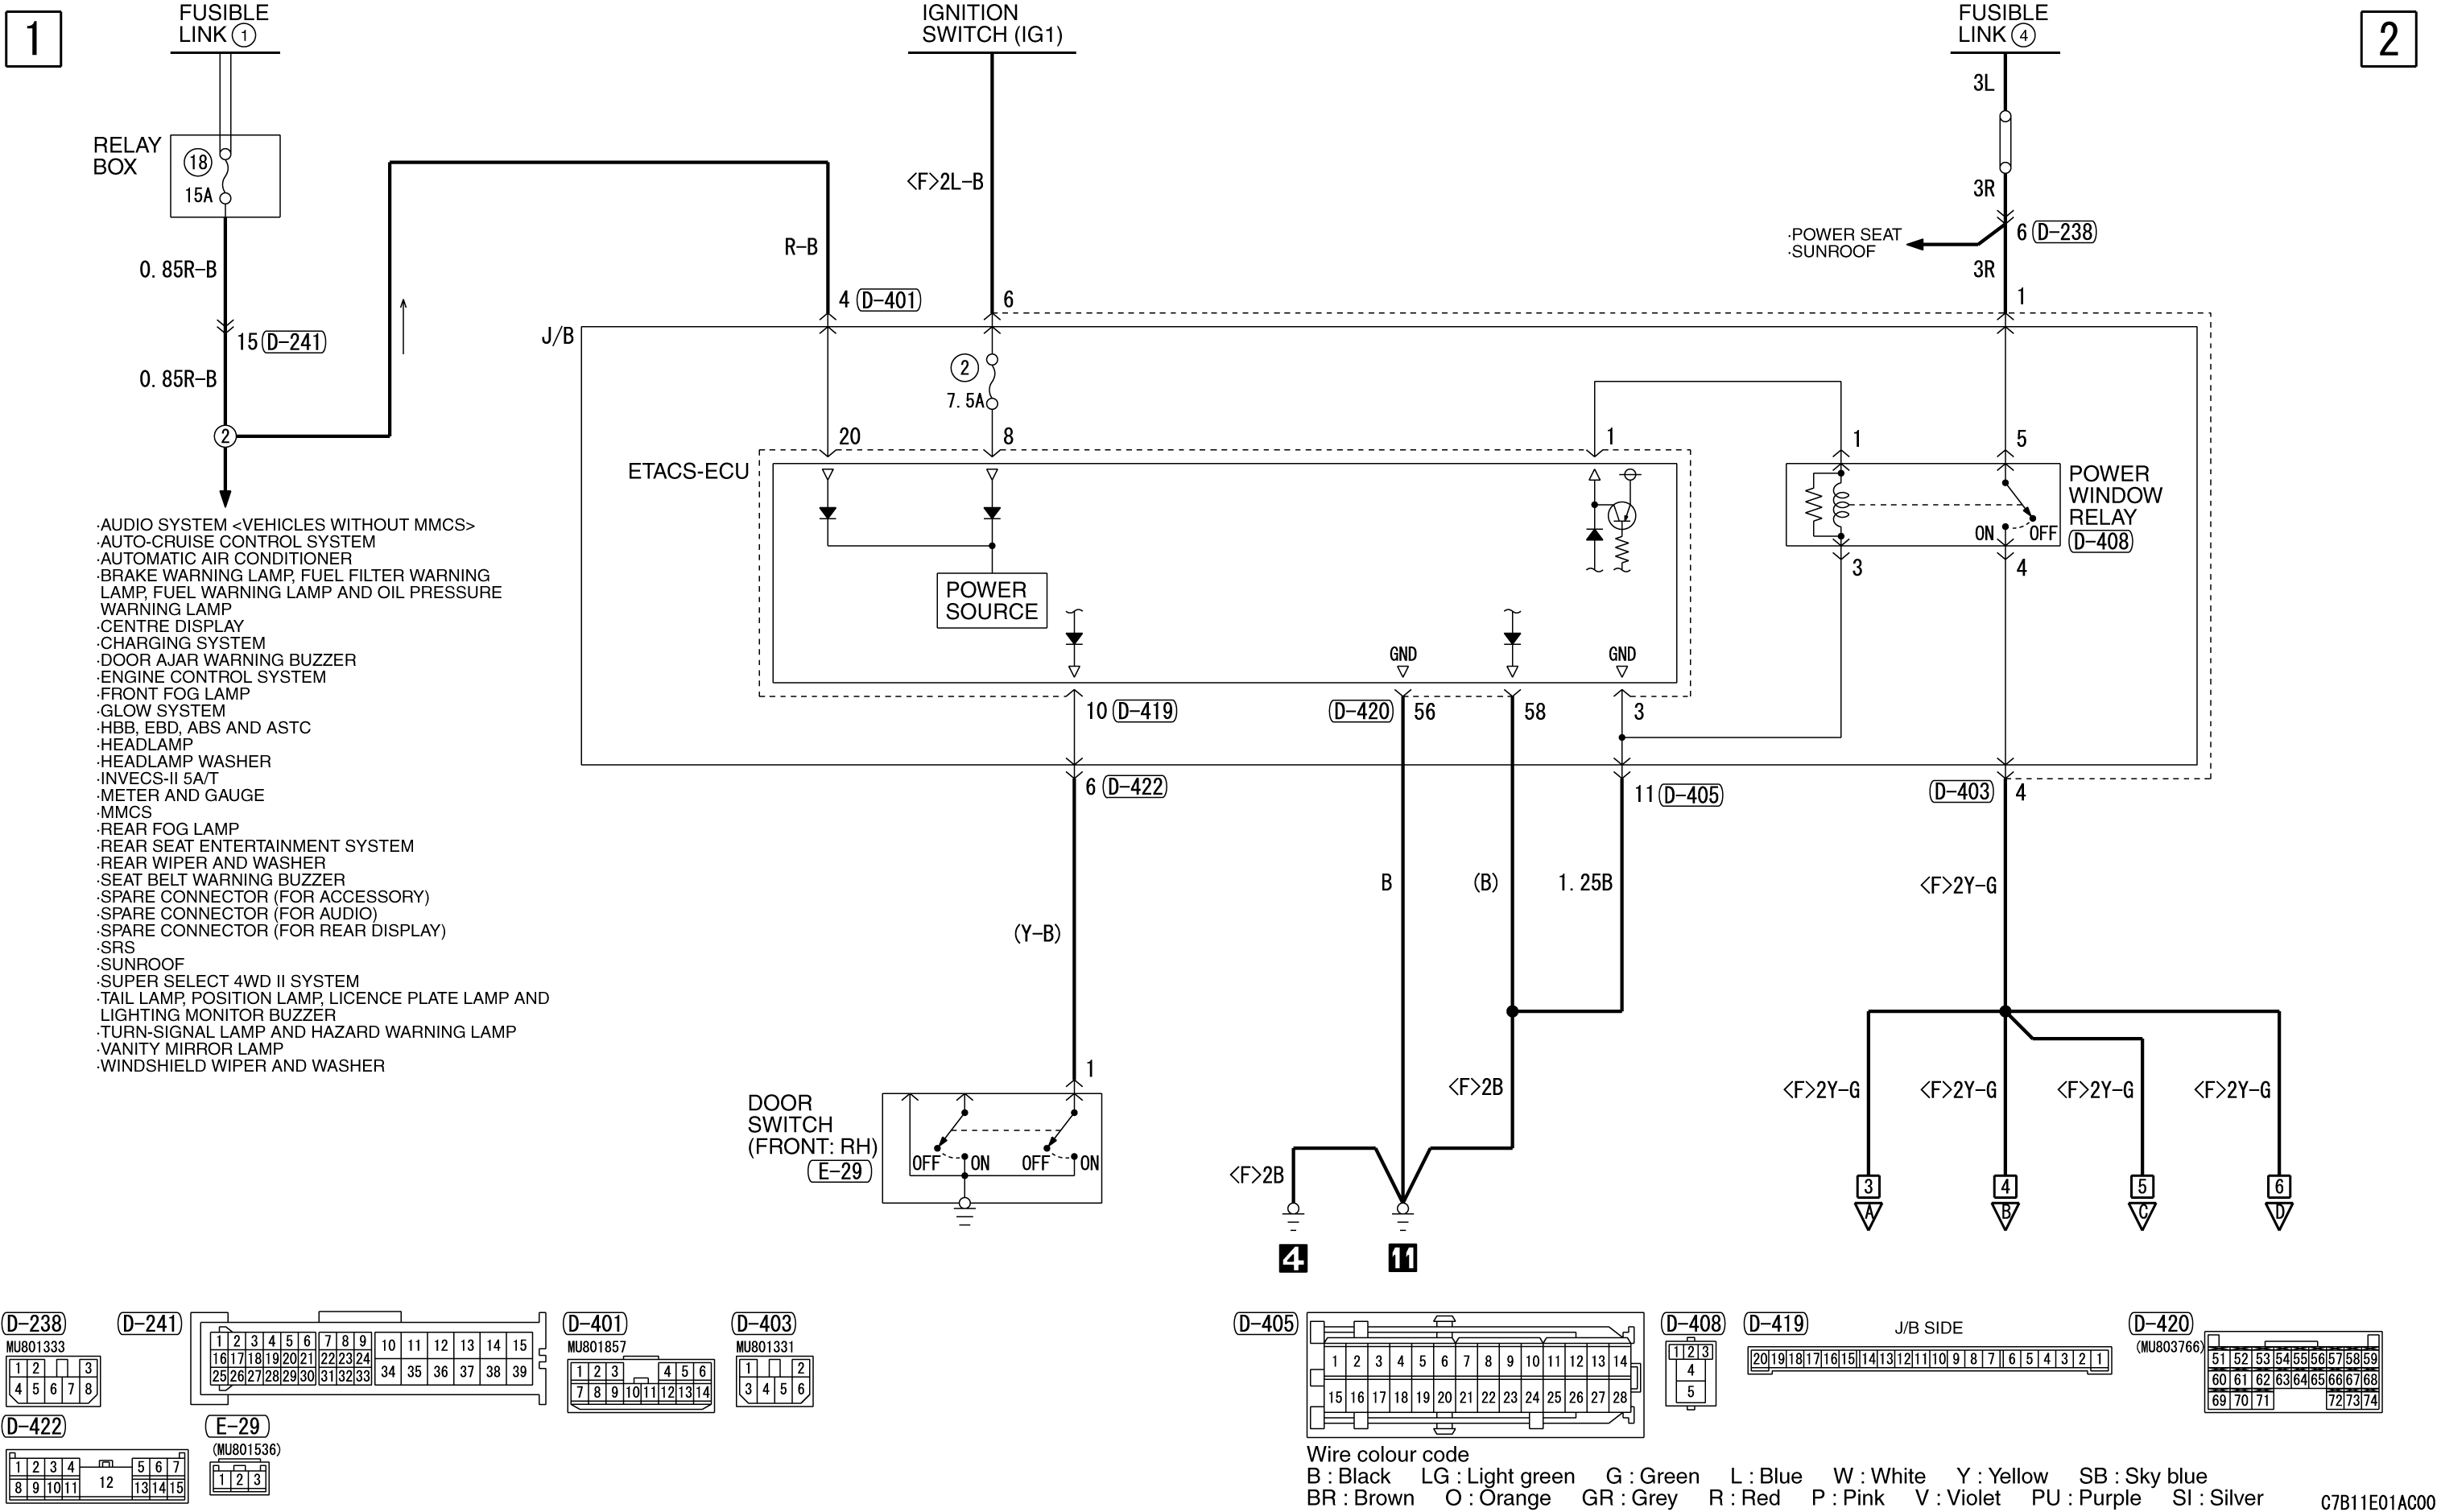 1
FUSIBLE
LINK 1
IGNITION
SWITCH (IG1)
FUSIBLE
LINK 4
2
3L
RELAY
BOX
18
15A
<F>2L-B
3R
R-B
·POWER SEAT
·SUNROOF
6 D-238
0.85R-B
3R
4 D-401
6
1
15 D-241
J/B
2
7.5A
0.85R-B
2
20
8
1
1
5
ETACS-ECU
POWER
WINDOW
RELAY
D-408
ON
OFF
POWER
SOURCE
3
4
GND
GND
10 D-419
D-420 56
58
3
6 D-422
11 D-405
D-403 4
·AUDIO SYSTEM <VEHICLES WITHOUT MMCS>
·AUTO-CRUISE CONTROL SYSTEM
·AUTOMATIC AIR CONDITIONER
·BRAKE WARNING LAMP, FUEL FILTER WARNING
LAMP, FUEL WARNING LAMP AND OIL PRESSURE
WARNING LAMP
·CENTRE DISPLAY
·CHARGING SYSTEM
·DOOR AJAR WARNING BUZZER
·ENGINE CONTROL SYSTEM
·FRONT FOG LAMP
·GLOW SYSTEM
·HBB, EBD, ABS AND ASTC
·HEADLAMP
·HEADLAMP WASHER
·INVECS-II 5A/T
·METER AND GAUGE
·MMCS
·REAR FOG LAMP
·REAR SEAT ENTERTAINMENT SYSTEM
·REAR WIPER AND WASHER
·SEAT BELT WARNING BUZZER
·SPARE CONNECTOR (FOR ACCESSORY)
·SPARE CONNECTOR (FOR AUDIO)
·SPARE CONNECTOR (FOR REAR DISPLAY)
·SRS
·SUNROOF
·SUPER SELECT 4WD II SYSTEM
·TAIL LAMP, POSITION LAMP, LICENCE PLATE LAMP AND
LIGHTING MONITOR BUZZER
·TURN-SIGNAL LAMP AND HAZARD WARNING LAMP
·VANITY MIRROR LAMP
·WINDSHIELD WIPER AND WASHER
B
(B)
1.25B
<F>2Y-G
(Y-B)
1
DOOR
SWITCH
(FRONT: RH)
E-29
OFF ON OFF ON
<F>2B
<F>2B
<F>2Y-G <F>2Y-G <F>2Y-G <F>2Y-G
3 4 5 6
A B C D
4 11
D-238
MU801333
1 2 3
4 5 6 7 8
D-241
1 2 3 4 5 6 7 8 9 10 11 12 13 14 15
16 17 18 19 20 21 22 23 24
25 26 27 28 29 30 31 32 33 34 35 36 37 38 39
D-401
MU801857
1 2 3 4 5 6
7 8 9 10 11 12 13 14
D-403
MU801331
1 2
3 4 5 6
D-405
1 2 3 4 5 6 7 8 9 10 11 12 13 14
15 16 17 18 19 20 21 22 23 24 25 26 27 28
D-408
1 2 3
4
5
D-419
J/B SIDE
20 19 18 17 16 15 14 13 12 11 10 9 8 7 6 5 4 3 2 1
D-420
(MU803766)
51 52 53 54 55 56 57 58 59
60 61 62 63 64 65 66 67 68
69 70 71 72 73 74
D-422
1 2 3 4 5 6 7
8 9 10 11 12 13 14 15
E-29
(MU801536)
1 2 3
Wire colour code
B : Black LG : Light green G : Green L : Blue W : White Y : Yellow SB : Sky blue
BR : Brown O : Orange GR : Grey R : Red P : Pink V : Violet PU : Purple SI : Silver
C7B11E01AC00